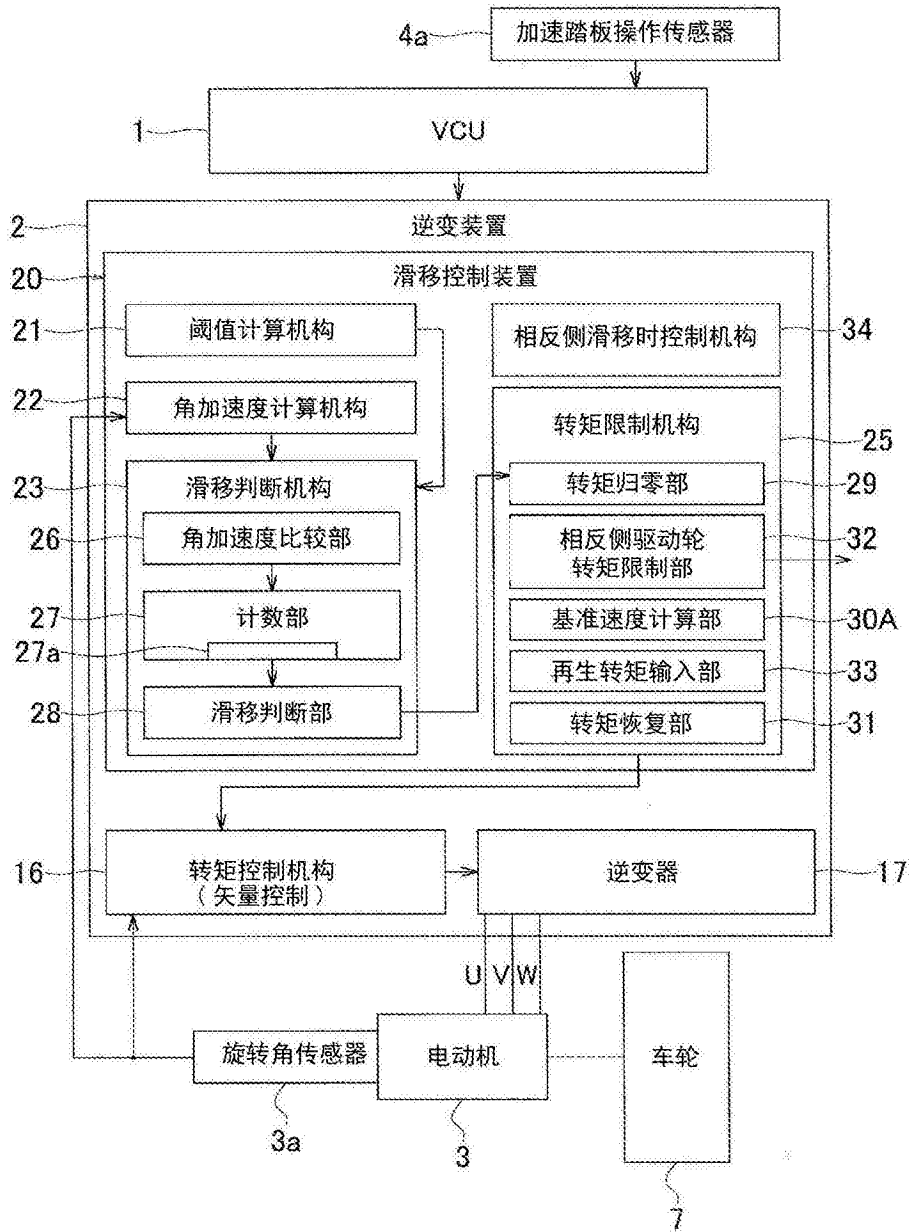 4a
加速踏板操作传感器
1
VCU
2
逆变装置
20
滑移控制装置
21
阈值计算机构
相反侧滑移时控制机构
34
22
角加速度计算机构
转矩限制机构
25
23
滑移判断机构
转矩归零部
29
26
角加速度比较部
相反侧驱动轮
转矩限制部
32
27
计数部
基准速度计算部
30A
27a
再生转矩输入部
33
28
滑移判断部
转矩恢复部
31
16
转矩控制机构
(矢量控制)
逆变器
17
U V W
旋转角传感器
电动机
车轮
3a
3
7